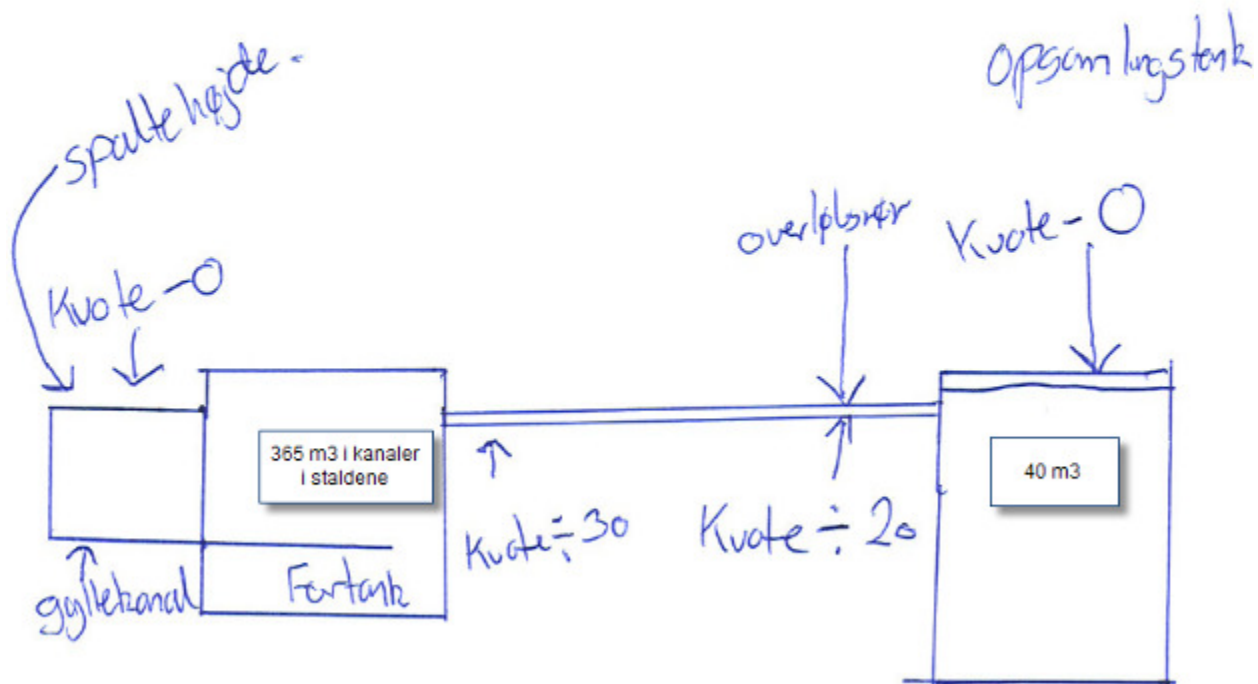 Opsamlingstank
spaltehøjde.
overløbsrør
Kvote-0
Kvote-0
365 m3 i kanaler
i staldene
40 m3
Kvote ÷ 30
Kvote ÷ 20
gyllekanal
Fortank